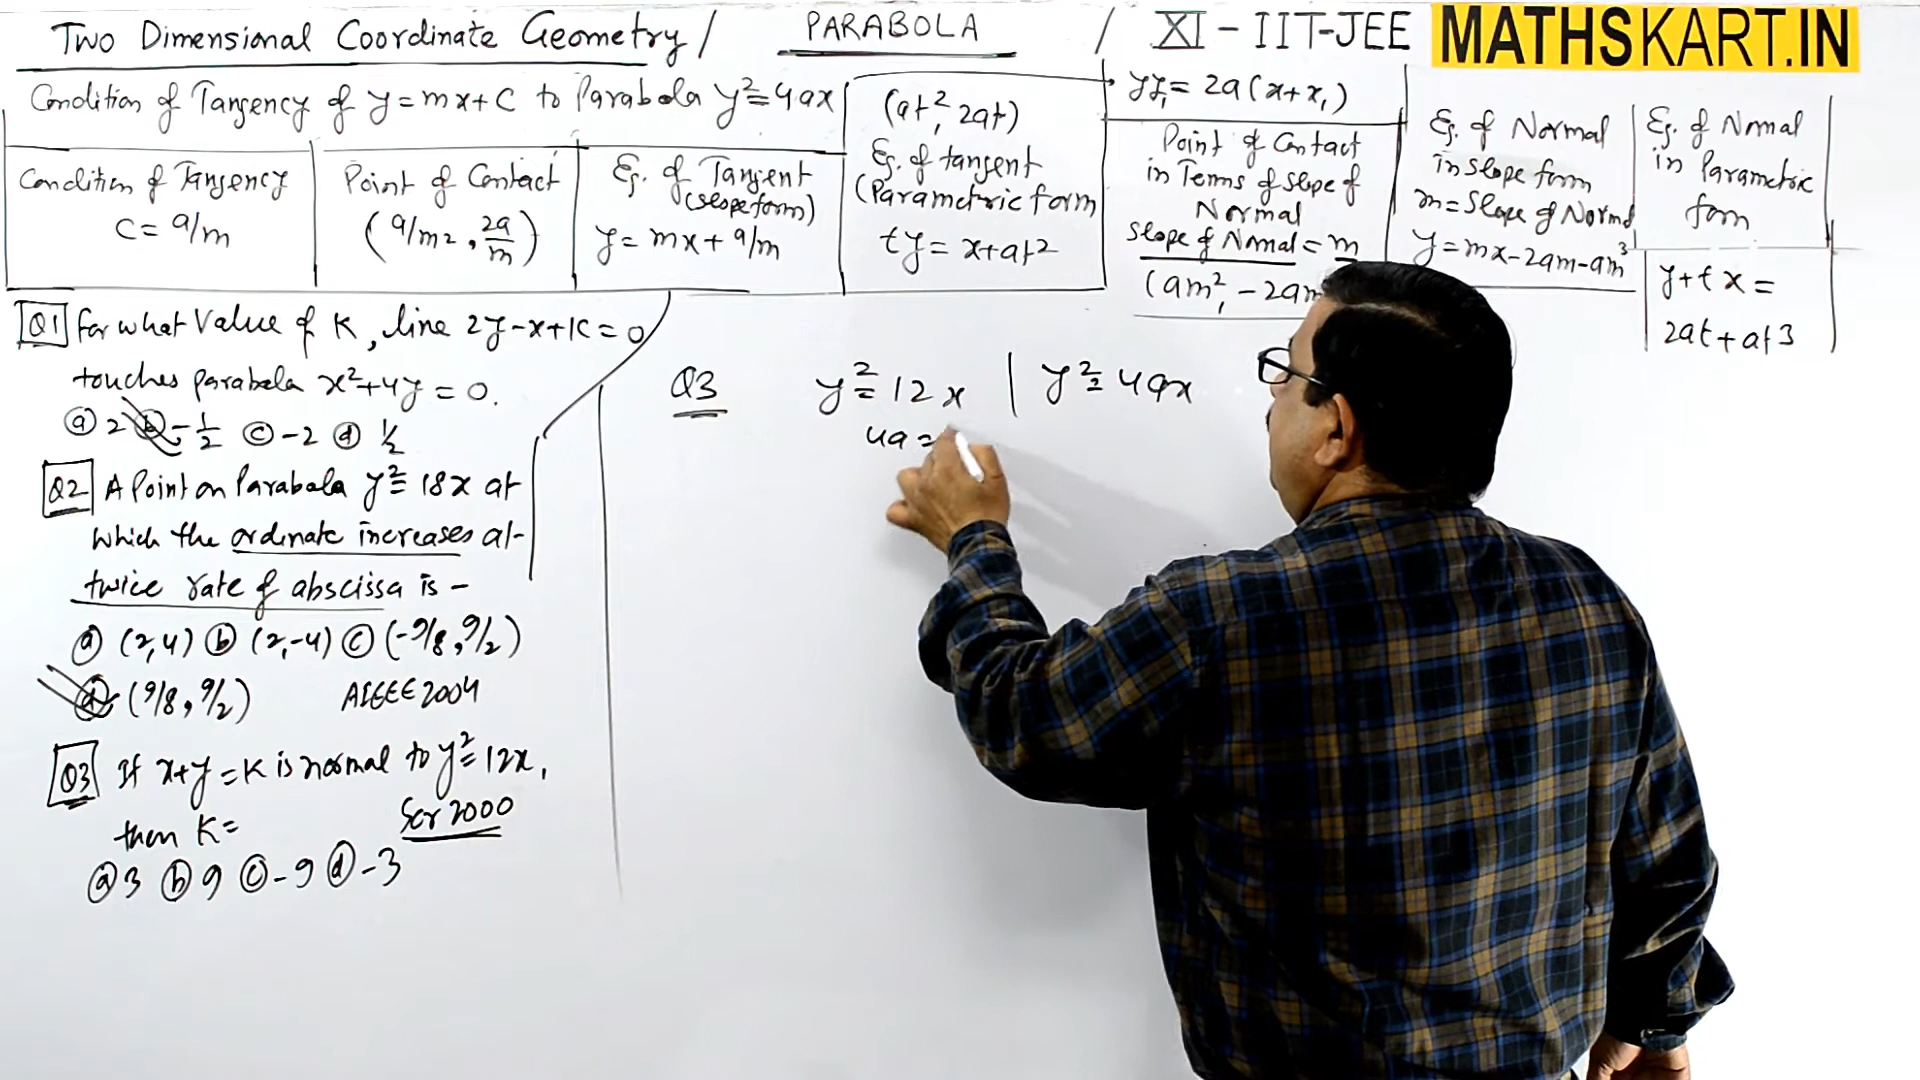 Two Dimensional Coordinate Geometry / PARABOLA / XI - IIT-JEE MATHSKART.IN
Condition of Tangency of y=mx+c to Parabola y²=4ax
Condition of Tangency
c= a/m
Point of Contact
(a/m², 2a/m)
Eq. of Tangent
(slope form)
y=mx+a/m
(at², 2at)
Eq. of tangent
(Parametric form
ty = x+at²
yy₁= 2a(x+x₁)
Point of Contact
in Terms of slope of
Normal
slope of Normal = m
(am², -2am
Eq. of Normal
in slope form
m=slope of Normal
y=mx-2am-am³
Eq. of Normal
in Parametric
form
y+tx=
2at+at3
Q1 For what Value of K, line 2y-x+K=0
touches parabola x²+4y=0.
(a) 2 (b) -1/2 (c) -2 (d) 1/2
Q2 A Point on Parabola y²=18x at
which the ordinate increases at
twice rate of abscissa is -
(a) (2,4) (b) (2,-4) (c) (-9/8, 9/2)
(d) (9/8, 9/2) AIEEE 2004
Q3 If x+y=K is normal to y²=12x,
then K= Scr 2000
(a) 3 (b) 9 (c) -9 (d) -3
Q3 y²=12x | y²=4ax
4a=